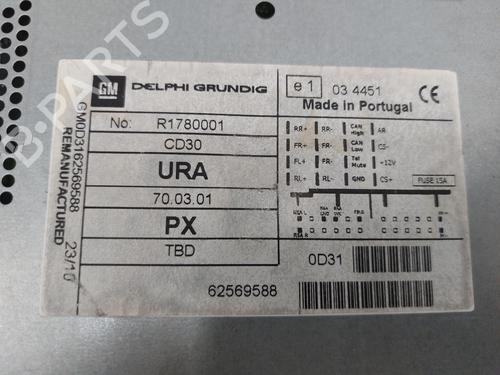 B-PARTS
GM
DELPHI GRUNDIG
e1
03 4451
Made in Portugal
CE
No:
R1780001
CD30
URA
70.03.01
PX
TBD
62569588
RR+
RR-
CAN High
AR
FR+
FR-
CAN Low
CS-
FL+
FL-
Tel Mute
+12V
RL+
RL-
GND
CS+
FUSE 15A
0D31
GM0D3162569588
REMANUFACTURED
23/10